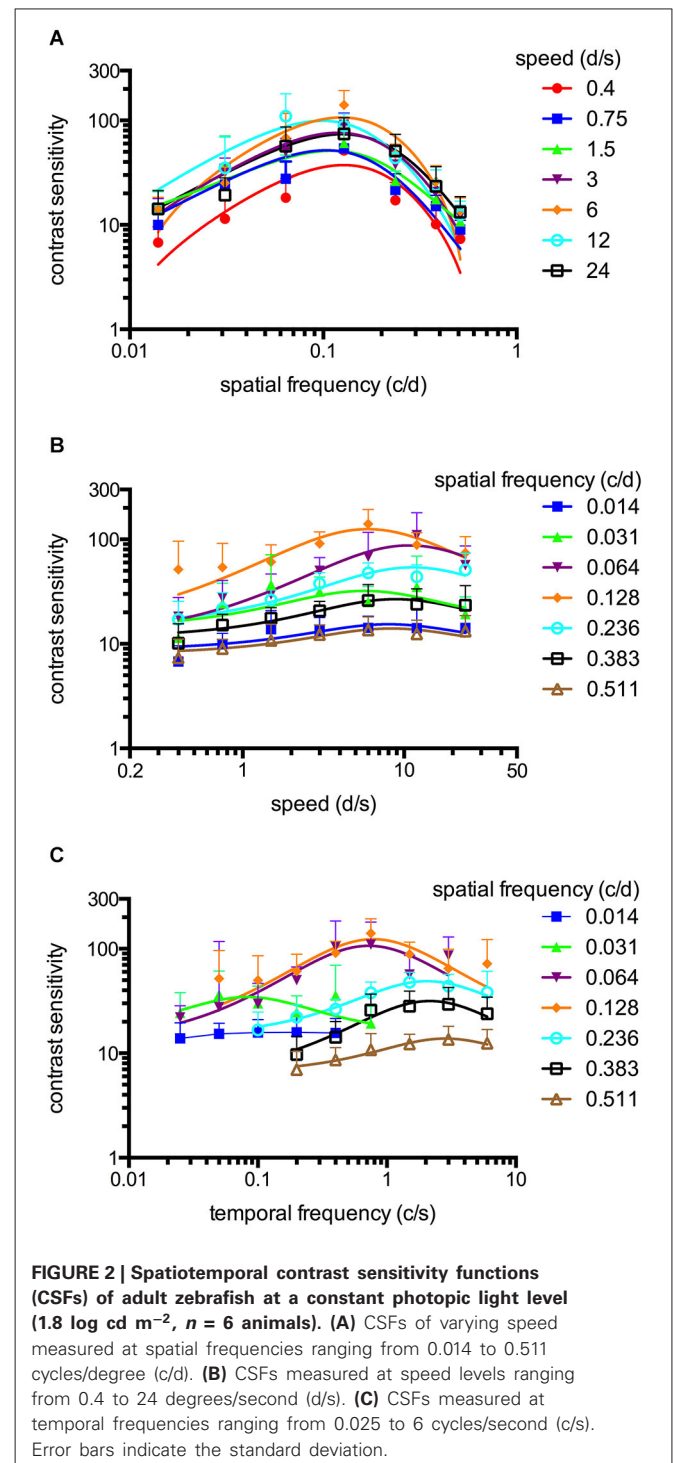 A
speed (d/s)
300
100
10
1
contrast sensitivity
0.4
0.75
1.5
3
6
12
24
0.01
0.1
1
spatial frequency (c/d)
B
spatial frequency (c/d)
300
100
10
1
contrast sensitivity
0.014
0.031
0.064
0.128
0.236
0.383
0.511
0.2
1
10
50
speed (d/s)
C
spatial frequency (c/d)
300
100
10
1
contrast sensitivity
0.014
0.031
0.064
0.128
0.236
0.383
0.511
0.01
0.1
1
10
temporal frequency (c/s)
FIGURE 2 | Spatiotemporal contrast sensitivity functions
(CSFs) of adult zebrafish at a constant photopic light level
(1.8 log cd m⁻², n = 6 animals). (A) CSFs of varying speed
measured at spatial frequencies ranging from 0.014 to 0.511
cycles/degree (c/d). (B) CSFs measured at speed levels ranging
from 0.4 to 24 degrees/second (d/s). (C) CSFs measured at
temporal frequencies ranging from 0.025 to 6 cycles/second (c/s).
Error bars indicate the standard deviation.